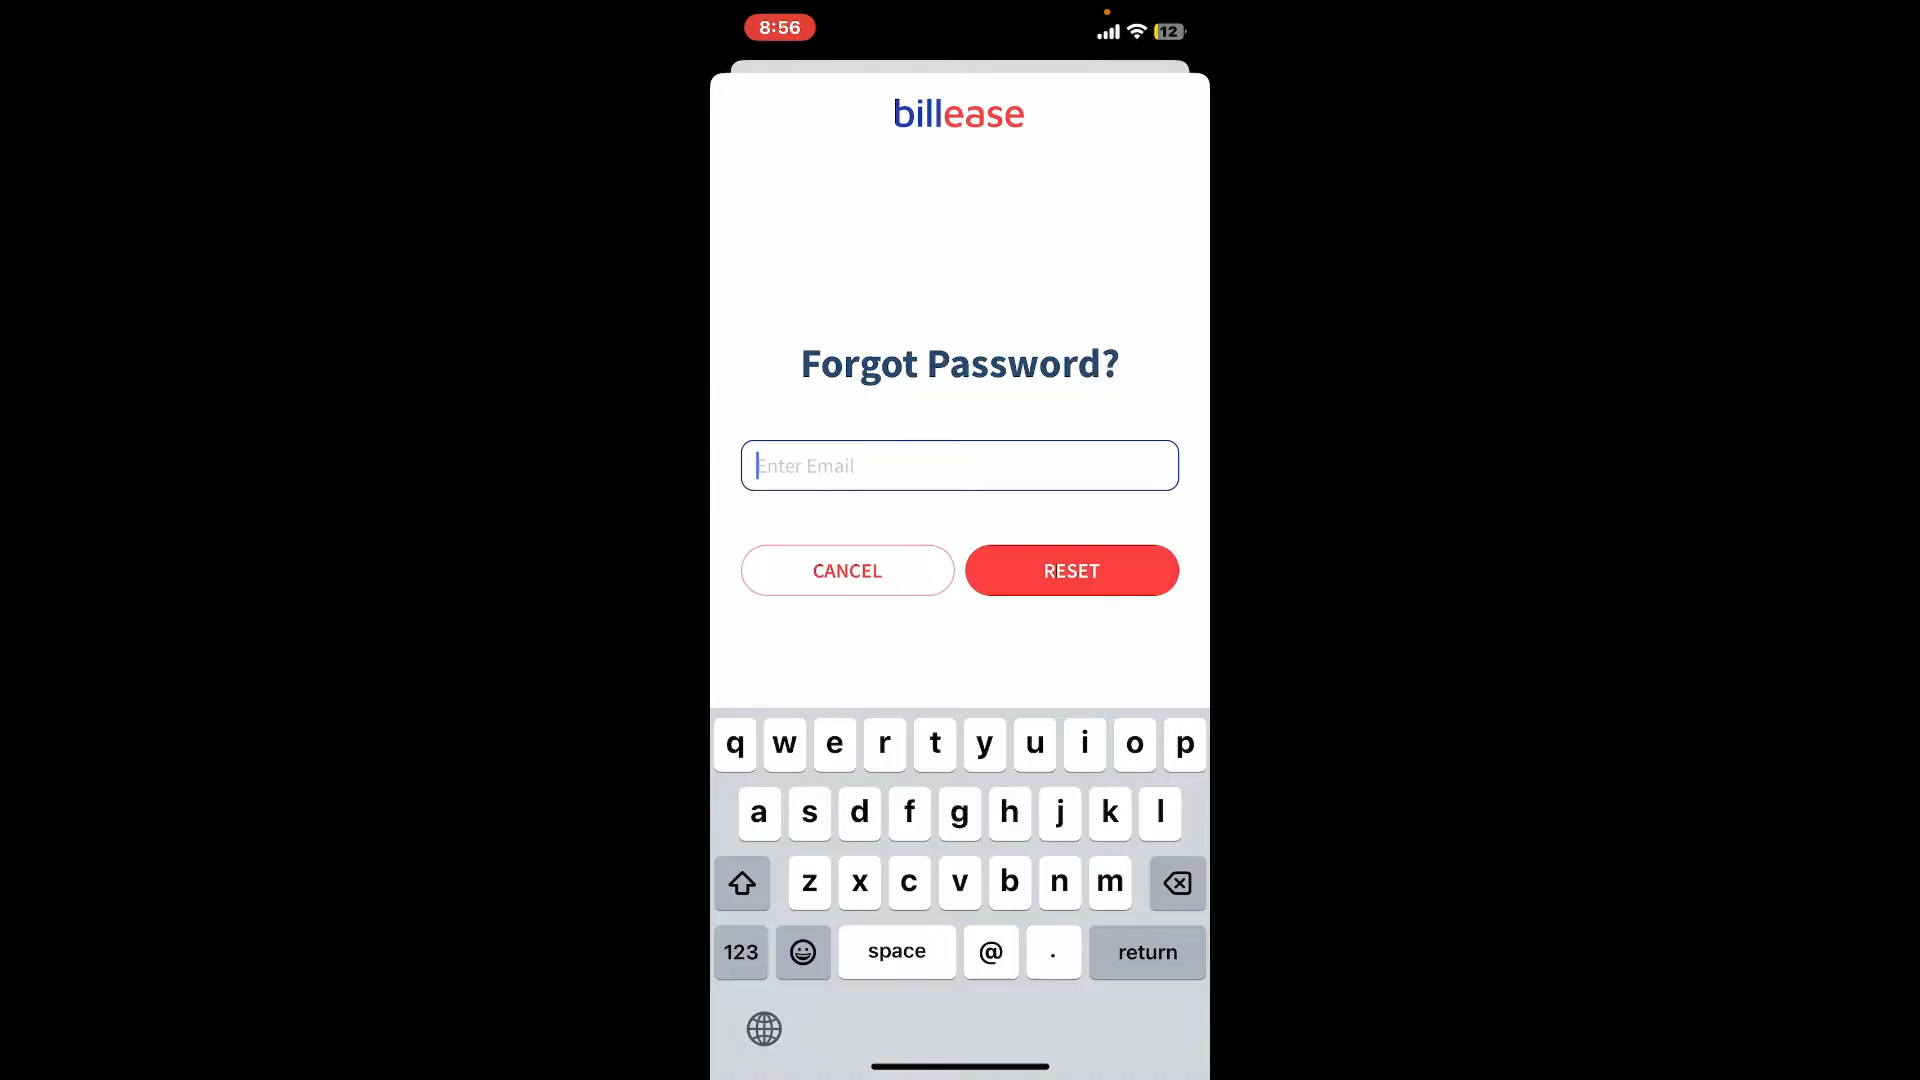 8:56
12
billease
Forgot Password?
Enter Email
CANCEL
RESET
q w e r t y u i o p
a s d f g h j k l
z x c v b n m
123 space @ . return